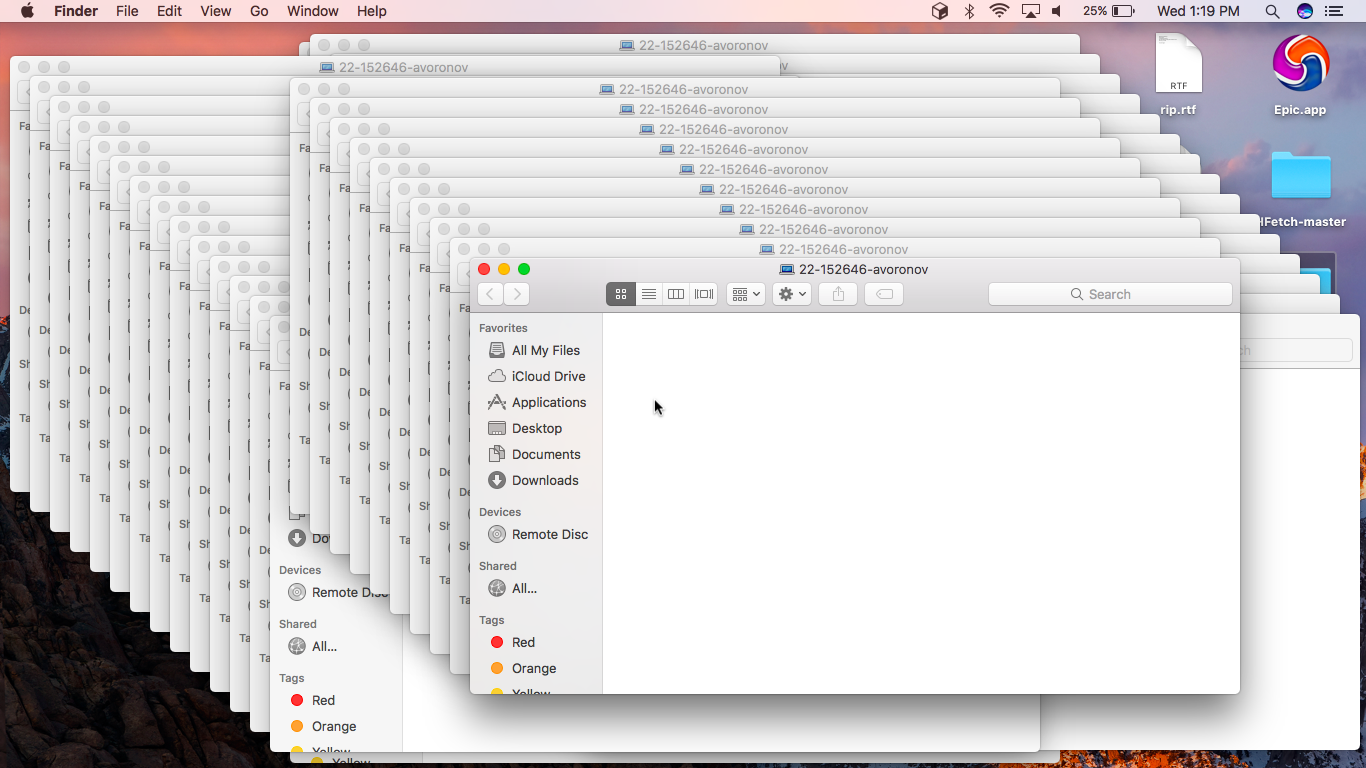 Finder File Edit View Go Window Help 25% Wed 1:19 PM
22-152646-avoronov
22-152646-avoronov
22-152646-avoronov
22-152646-avoronov
22-152646-avoronov
22-152646-avoronov
22-152646-avoronov
22-152646-avoronov
22-152646-avoronov
22-152646-avoronov
22-152646-avoronov
22-152646-avoronov
RTF
rip.rtf
Epic.app
Fetch-master
Search
Favorites
All My Files
iCloud Drive
Applications
Desktop
Documents
Downloads
Devices
Remote Disc
Shared
All...
Tags
Red
Orange
Yellow
Devices
Remote Disc
Shared
All...
Tags
Red
Orange
Yellow
Yellow